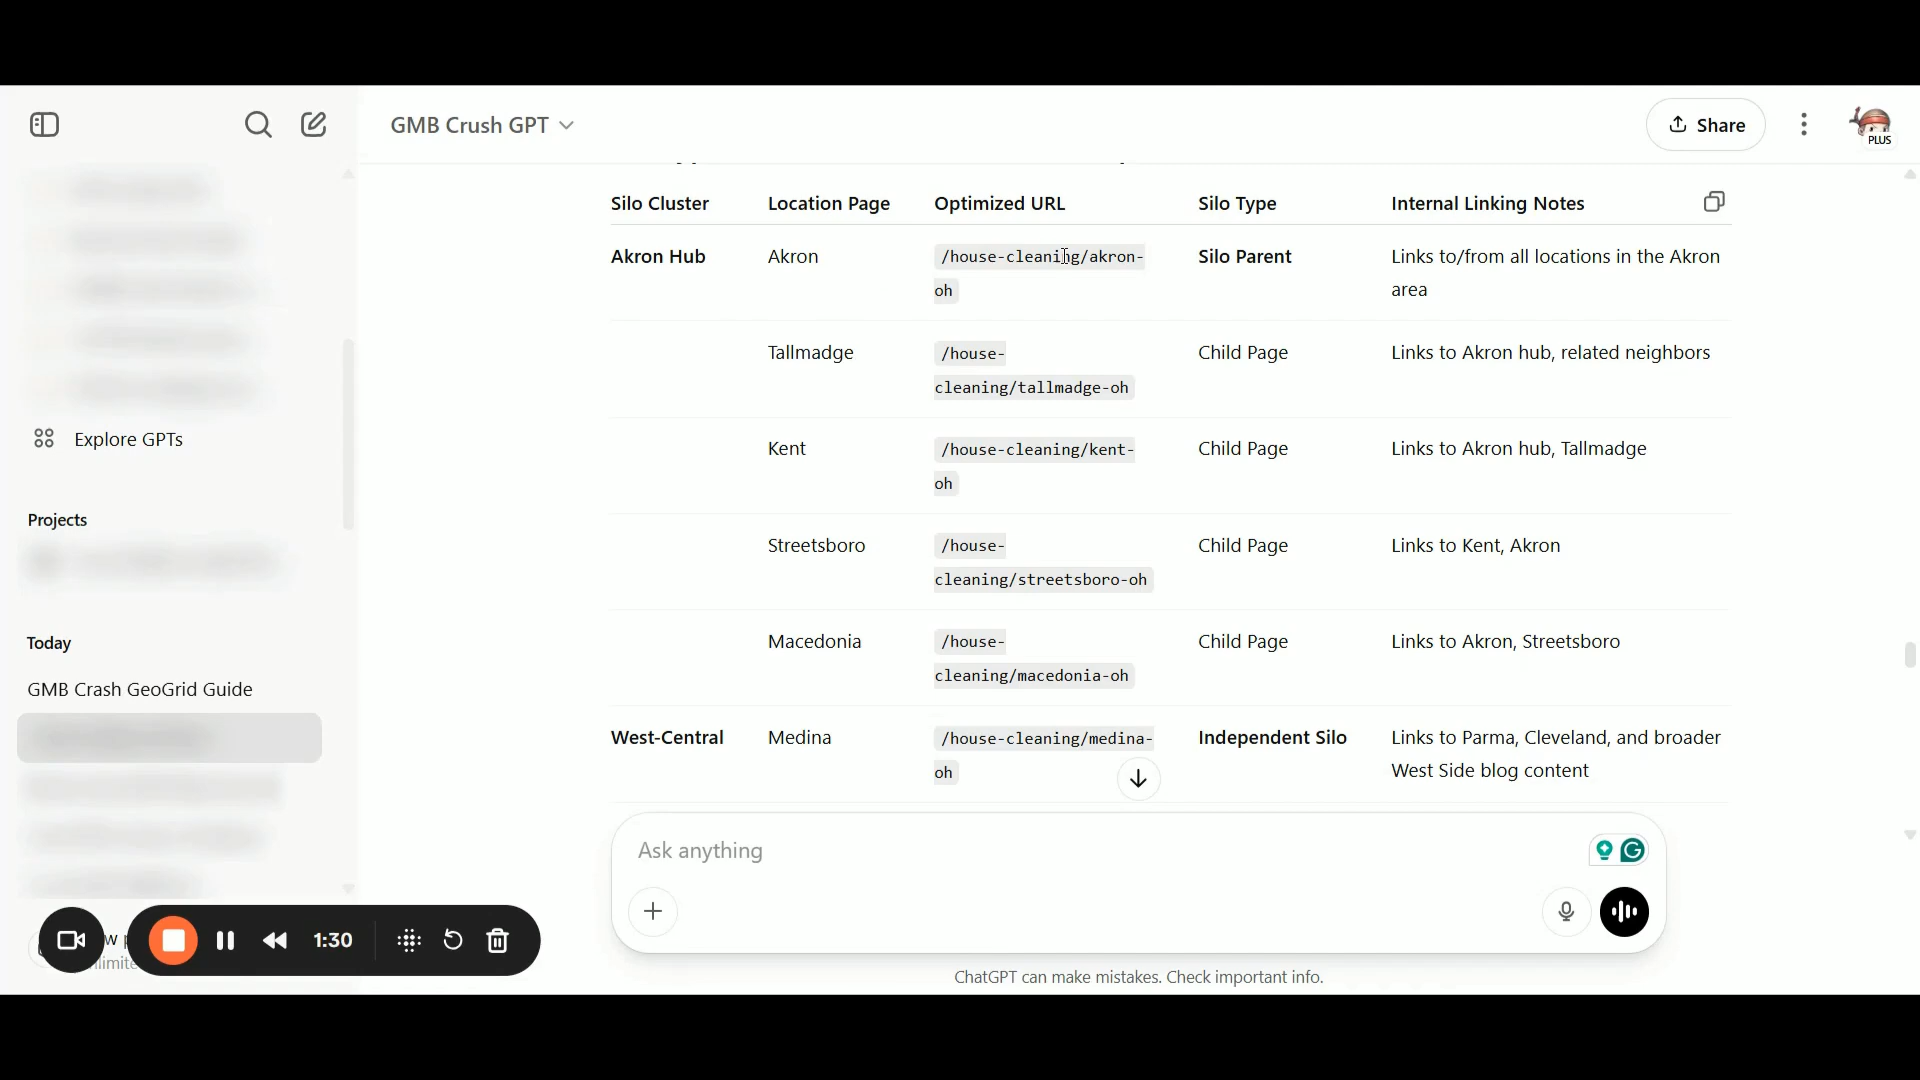 GMB Crush GPT
Share
PLUS
Silo Cluster Location Page Optimized URL Silo Type Internal Linking Notes
Akron Hub Akron /house-cleaning/akron- Silo Parent Links to/from all locations in the Akron
oh area
Tallmadge /house- Child Page Links to Akron hub, related neighbors
cleaning/tallmadge-oh
Kent /house-cleaning/kent- Child Page Links to Akron hub, Tallmadge
oh
Streetsboro /house- Child Page Links to Kent, Akron
cleaning/streetsboro-oh
Macedonia /house- Child Page Links to Akron, Streetsboro
cleaning/macedonia-oh
West-Central Medina /house-cleaning/medina- Independent Silo Links to Parma, Cleveland, and broader
oh West Side blog content
Explore GPTs
Projects
Today
GMB Crash GeoGrid Guide
1:30
Ask anything
ChatGPT can make mistakes. Check important info.